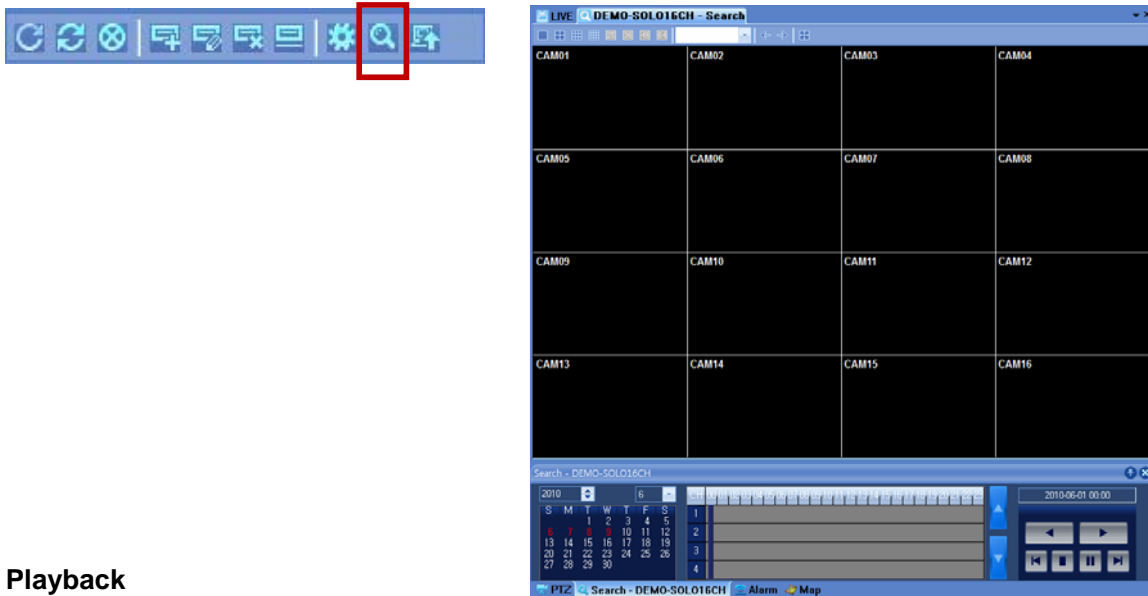 LIVE DEMO-SOLO16CH - Search
CAM01 CAM02 CAM03 CAM04
CAM05 CAM06 CAM07 CAM08
CAM09 CAM10 CAM11 CAM12
CAM13 CAM14 CAM15 CAM16
Search - DEMO-SOLO16CH
2010 6
S M T W T F S
1 2 3 4 5
6 7 8 9 10 11 12
13 14 15 16 17 18 19
20 21 22 23 24 25 26
27 28 29 30
CH
1
2
3
4
2010-06-01 00:00
PTZ Search - DEMO-SOLO16CH Alarm Map
Playback